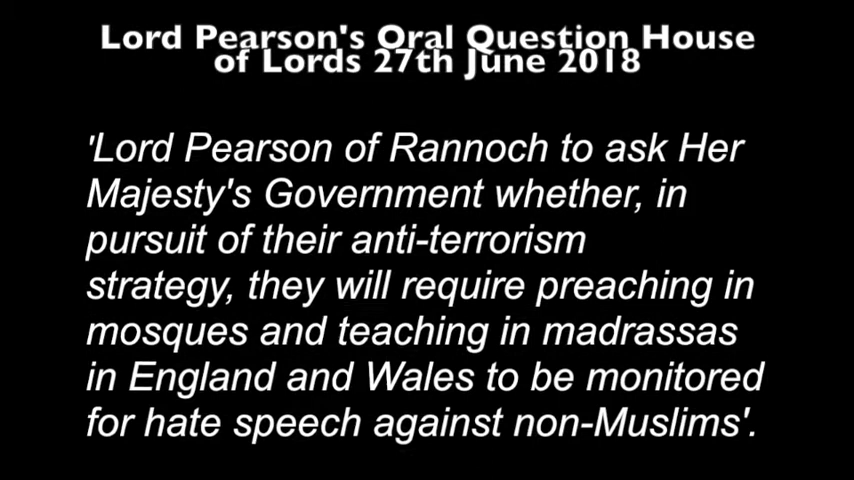 Lord Pearson's Oral Question House
of Lords 27th June 2018
'Lord Pearson of Rannoch to ask Her
Majesty's Government whether, in
pursuit of their anti-terrorism
strategy, they will require preaching in
mosques and teaching in madrassas
in England and Wales to be monitored
for hate speech against non-Muslims'.